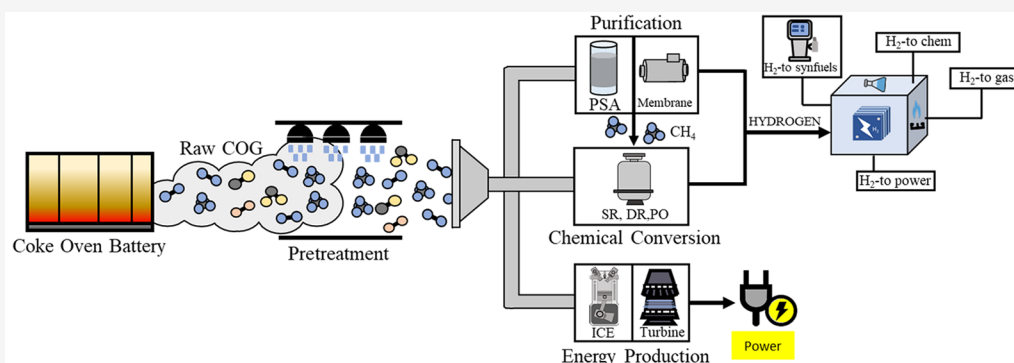 Purification
PSA
Membrane
CH4
HYDROGEN
H2-to synfuels
H2-to chem
H2-to gas
E
H2
H2-to power
Raw COG
Coke Oven Battery
Pretreatment
SR, DR,PO
Chemical Conversion
ICE
Turbine
Energy Production
Power